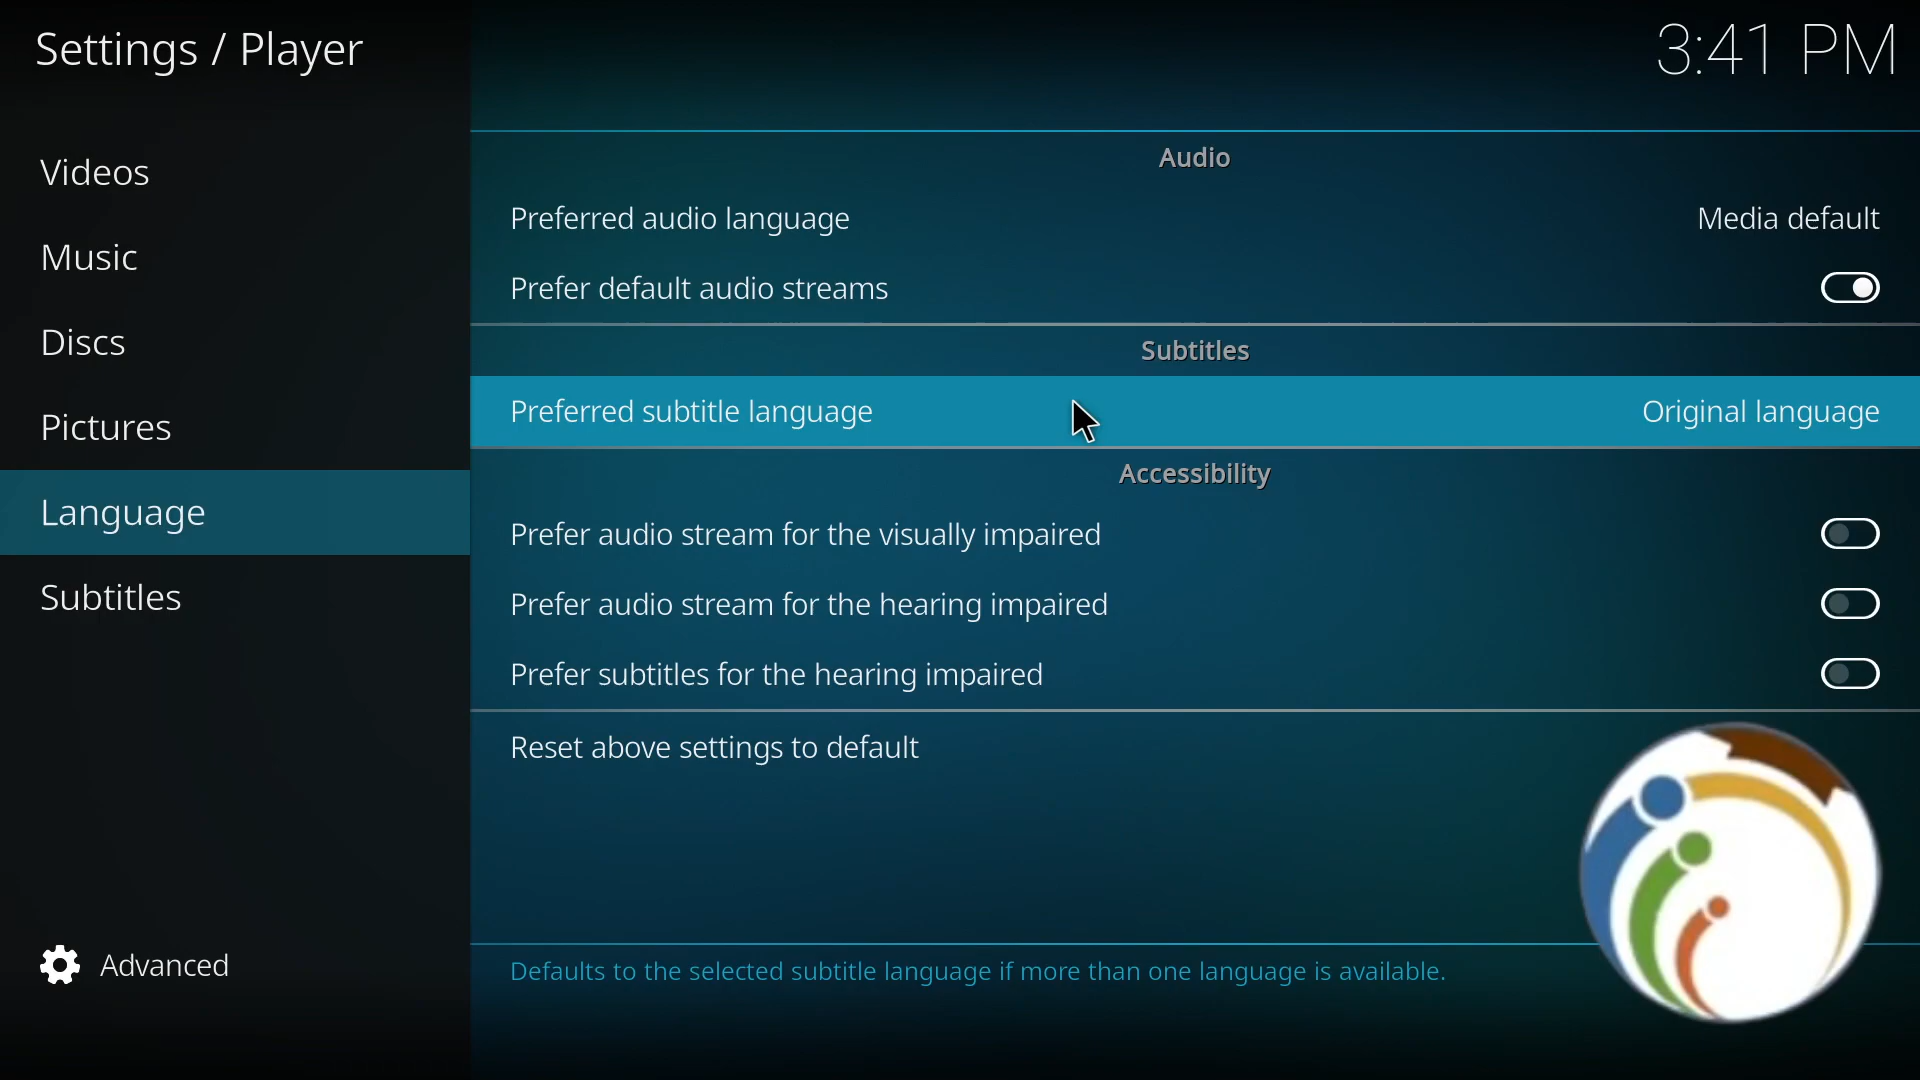 Settings / Player
3:41 PM
Videos
Music
Discs
Pictures
Language
Subtitles
Advanced
Audio
Preferred audio language Media default
Prefer default audio streams
Subtitles
Preferred subtitle language Original language
Accessibility
Prefer audio stream for the visually impaired
Prefer audio stream for the hearing impaired
Prefer subtitles for the hearing impaired
Reset above settings to default
Defaults to the selected subtitle language if more than one language is available.